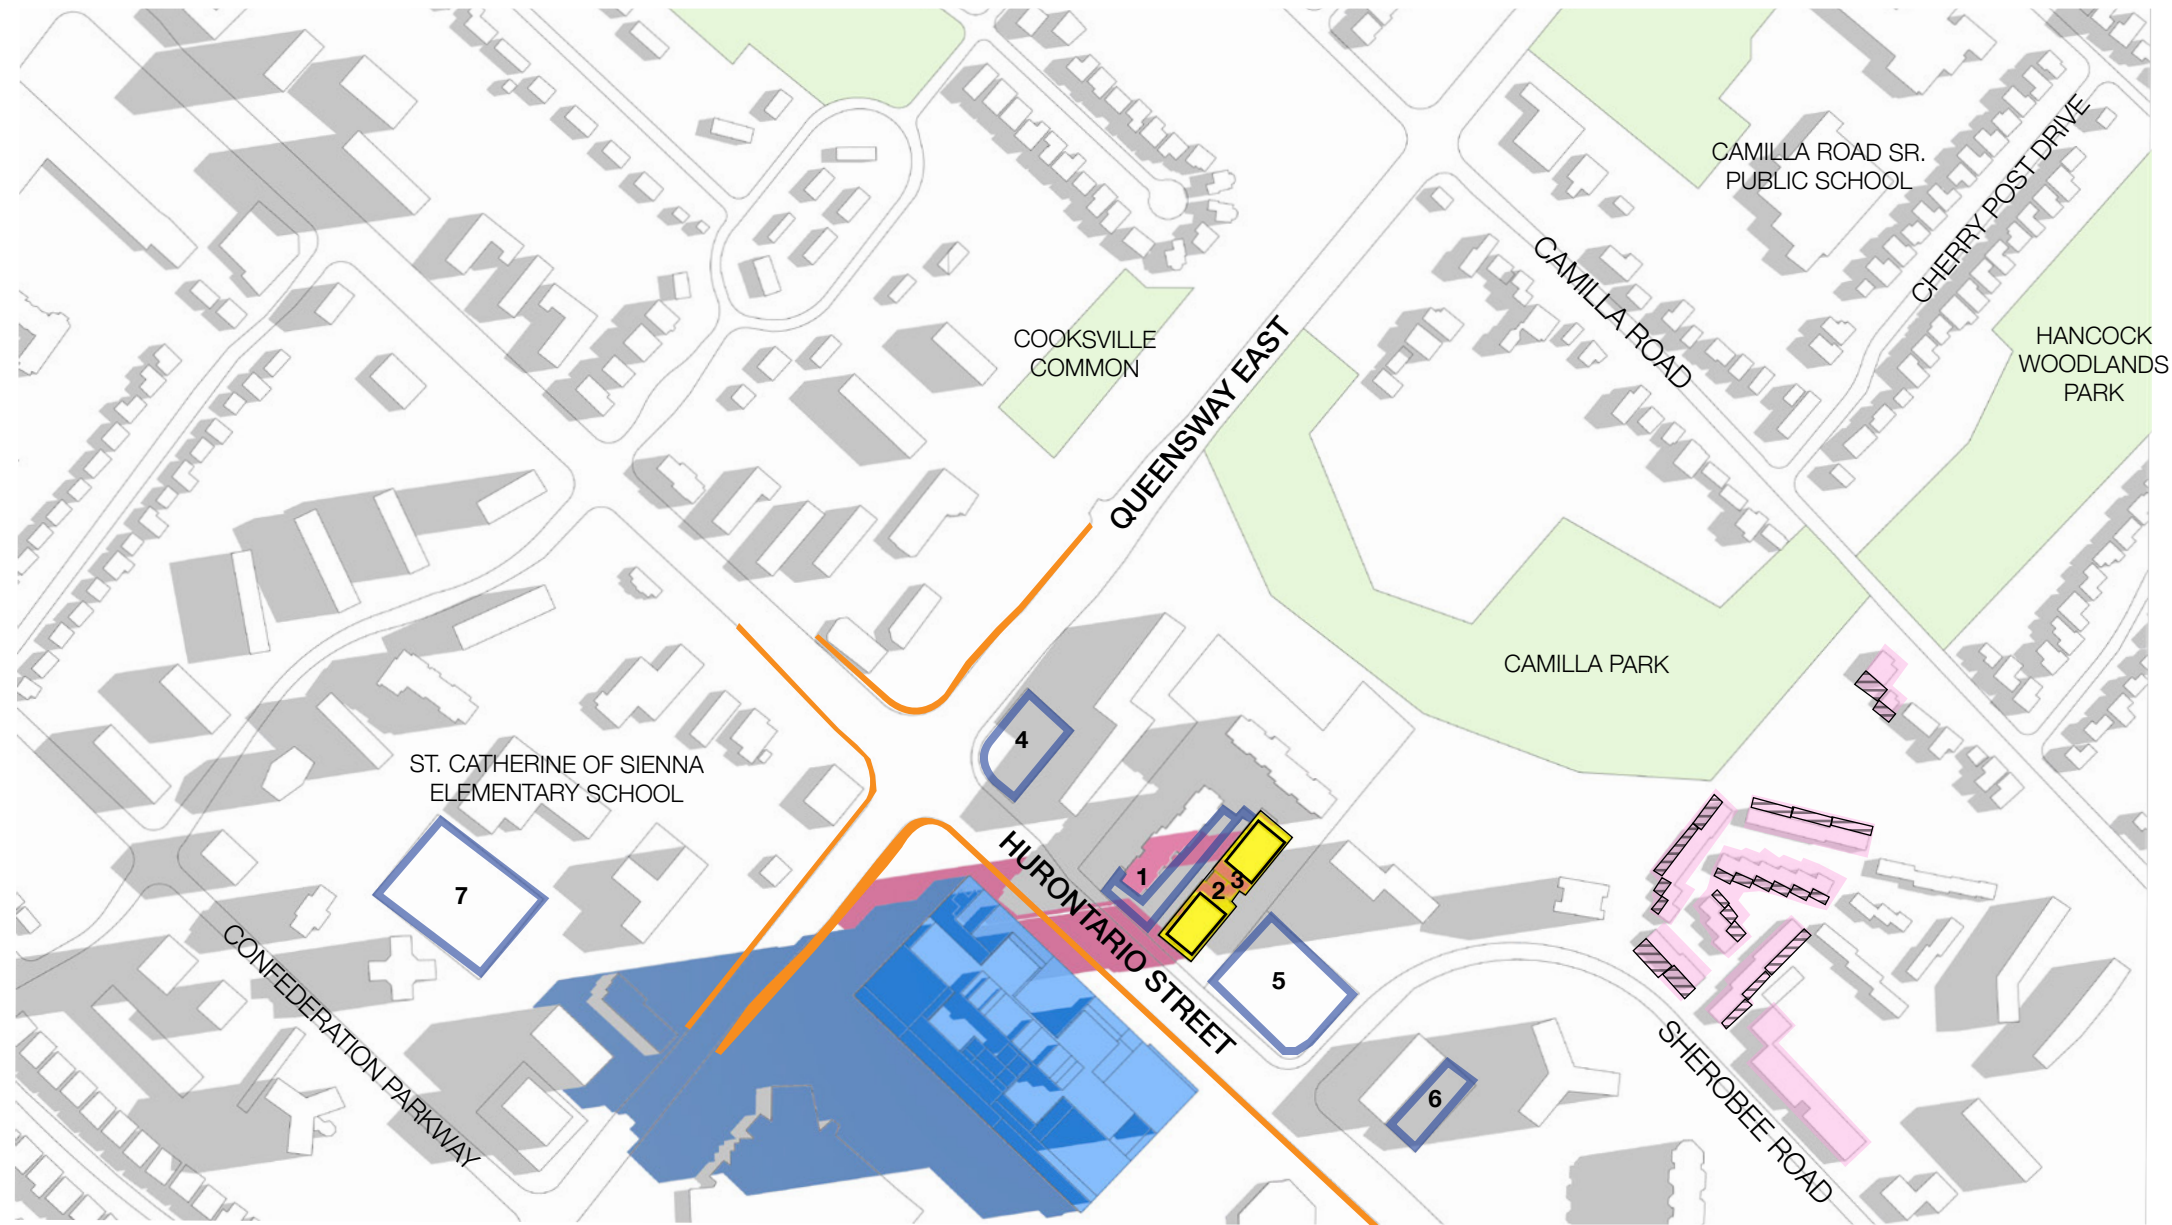 CAMILLA ROAD SR.
PUBLIC SCHOOL
CHERRY POST DRIVE
CAMILLA ROAD
COOKSVILLE
COMMON
QUEENSWAY EAST
HANCOCK
WOODLANDS
PARK
CAMILLA PARK
4
ST. CATHERINE OF SIENNA
ELEMENTARY SCHOOL
7
HURONTARIO STREET
1
2
3
5
6
CONFEDERATION PARKWAY
SHEROBEE ROAD